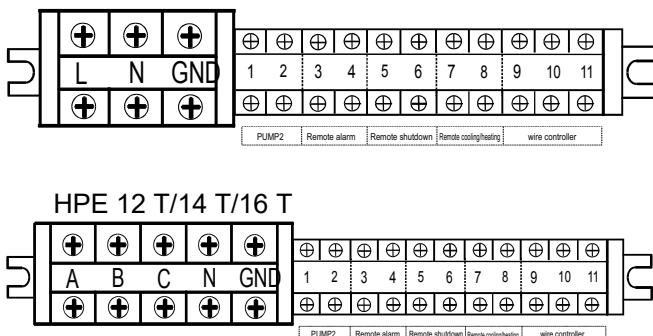 L N GND 1 2 3 4 5 6 7 8 9 10 11
PUMP2 Remote alarm Remote shutdown Remote cooling/heating wire controller
HPE 12 T/14 T/16 T
A B C N GND 1 2 3 4 5 6 7 8 9 10 11
PUMP2 Remote alarm Remote shutdown Remote cooling/heating wire controller